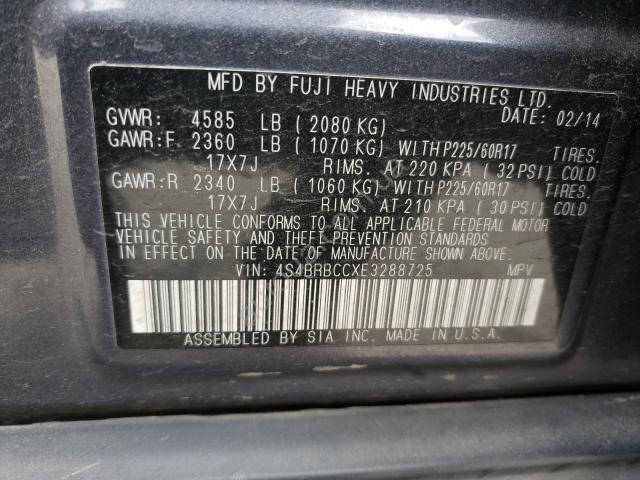 MFD BY FUJI HEAVY INDUSTRIES LTD.
DATE: 02/14
GVWR: 4585 LB ( 2080 KG)
GAWR:F 2360 LB ( 1070 KG) WITH P225/60R17 TIRES.
17X7J RIMS. AT 220 KPA ( 32 PSI) COLD
GAWR:R 2340 LB ( 1060 KG) WITH P225/60R17 TIRES.
17X7J RIMS. AT 210 KPA ( 30 PSI) COLD
THIS VEHICLE CONFORMS TO ALL APPLICABLE FEDERAL MOTOR
VEHICLE SAFETY AND THEFT PREVENTION STANDARDS
IN EFFECT ON THE DATE OF MANUFACTURE SHOWN ABOVE.
VIN: 4S4BRBCCXE3288725 MPV
ASSEMBLED BY SIA INC. MADE IN U.S.A.